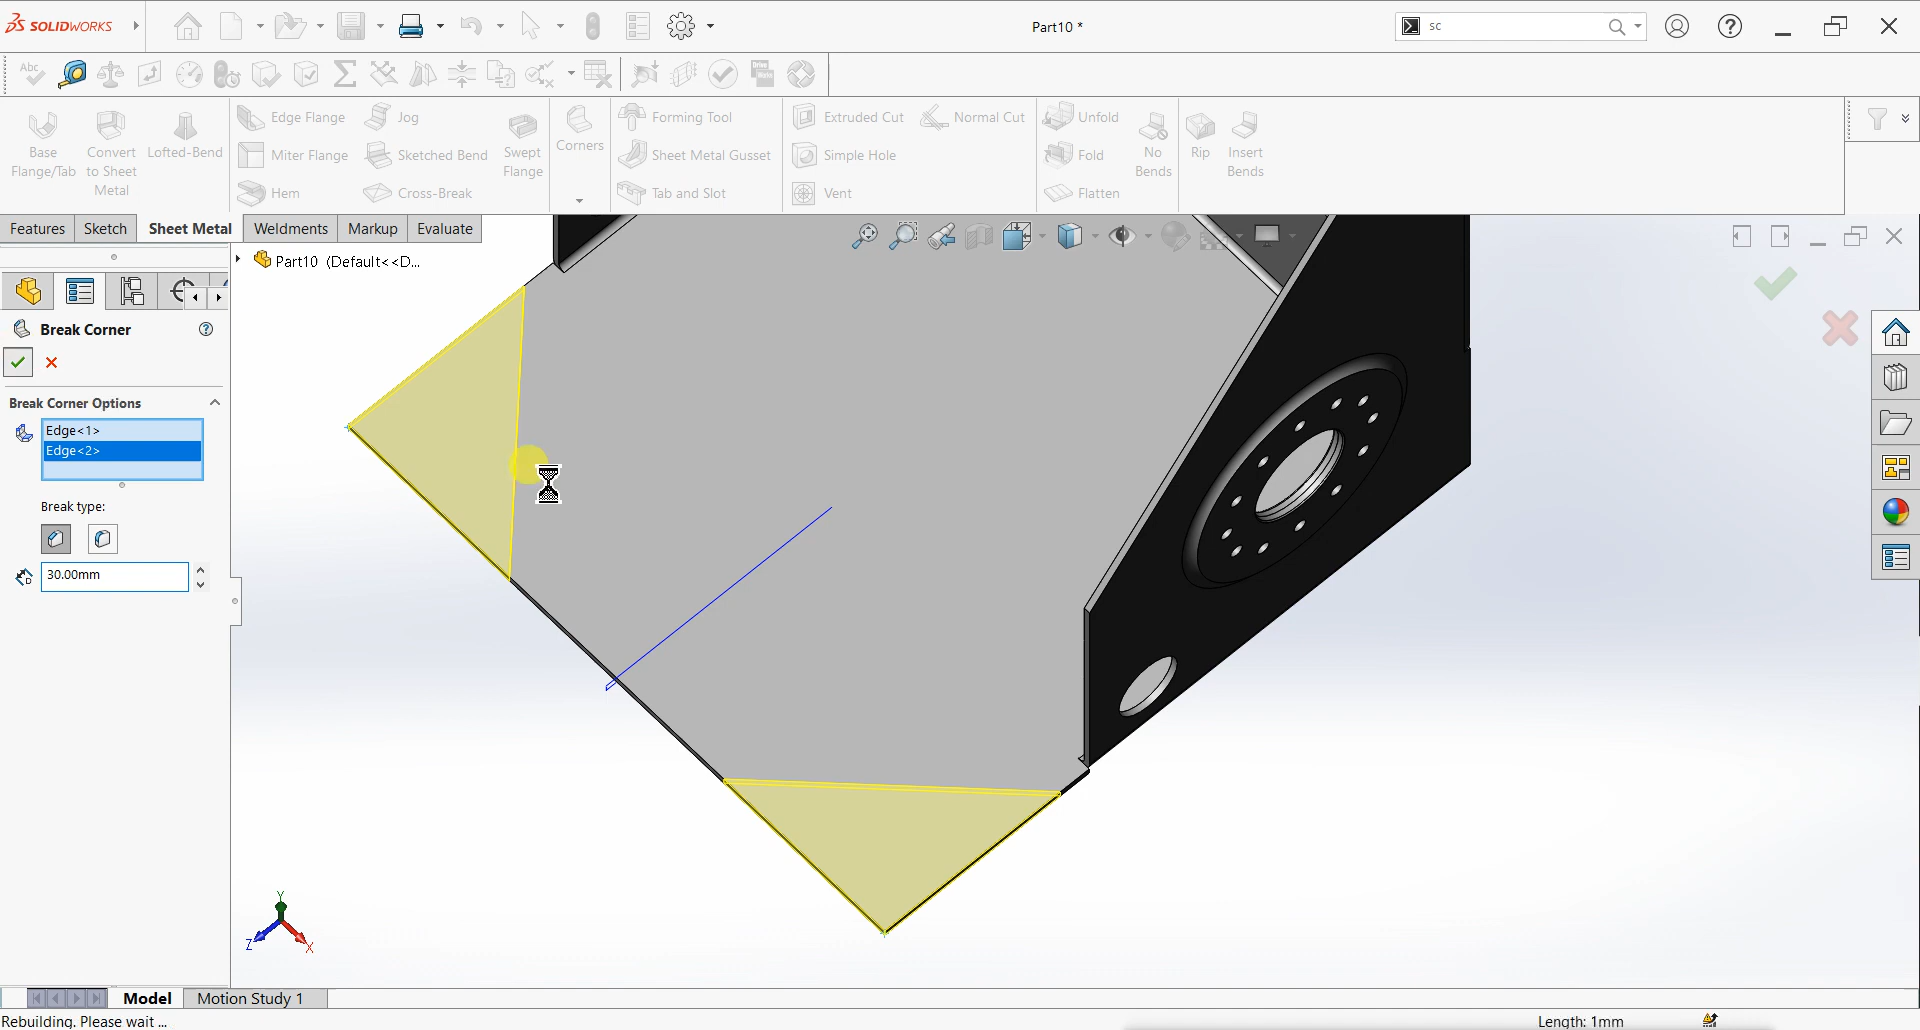 SOLIDWORKS
Part10 *
sc
Abc
Base Flange/Tab
Convert to Sheet Metal
Lofted-Bend
Edge Flange
Miter Flange
Hem
Jog
Sketched Bend
Cross-Break
Swept Flange
Corners
Forming Tool
Sheet Metal Gusset
Tab and Slot
Extruded Cut
Simple Hole
Vent
Normal Cut
Unfold
Fold
Flatten
No Bends
Rip
Insert Bends
Features
Sketch
Sheet Metal
Weldments
Markup
Evaluate
Part10 (Default<<D...
Break Corner
Break Corner Options
Edge<1>
Edge<2>
Break type:
30.00mm
Y
Z
X
Model
Motion Study 1
Rebuilding. Please wait ...
Length: 1mm